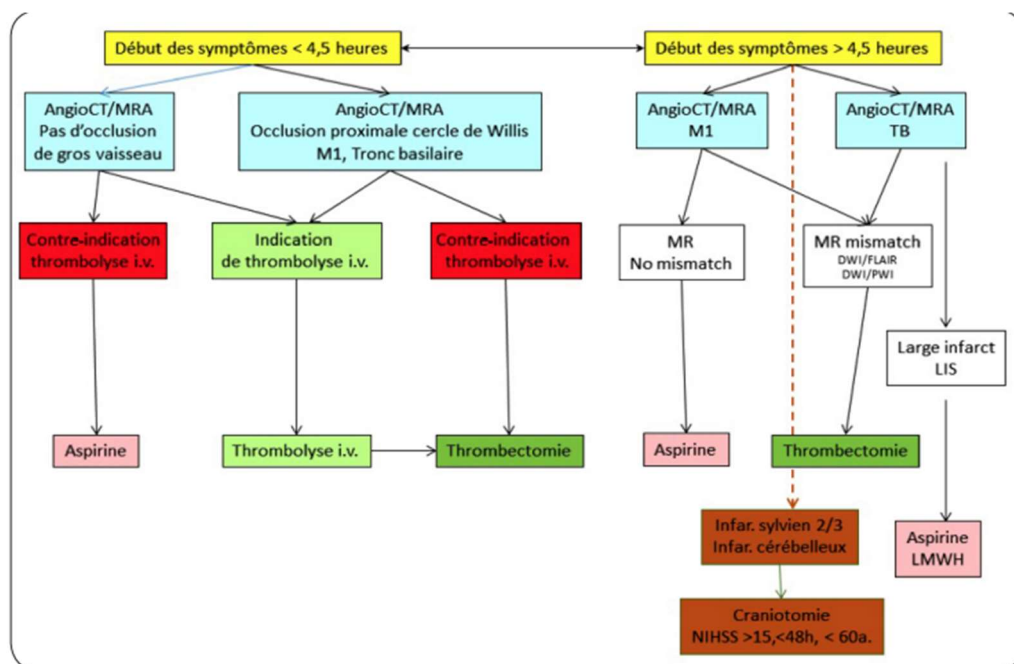 Début des symptômes < 4,5 heures
Début des symptômes > 4,5 heures
AngioCT/MRA
Pas d'occlusion
de gros vaisseau
AngioCT/MRA
Occlusion proximale cercle de Willis
M1, Tronc basilaire
AngioCT/MRA
M1
AngioCT/MRA
TB
Contre-indication
thrombolyse i.v.
Indication
de thrombolyse i.v.
Contre-indication
thrombolyse i.v.
MR
No mismatch
MR mismatch
DWI/FLAIR
DWI/PWI
Large infarct
LIS
Aspirine
Thrombolyse i.v.
Thrombectomie
Aspirine
Thrombectomie
Infar. sylvien 2/3
Infar. cérébelleux
Aspirine
LMWH
Craniotomie
NIHSS >15,<48h, < 60a.